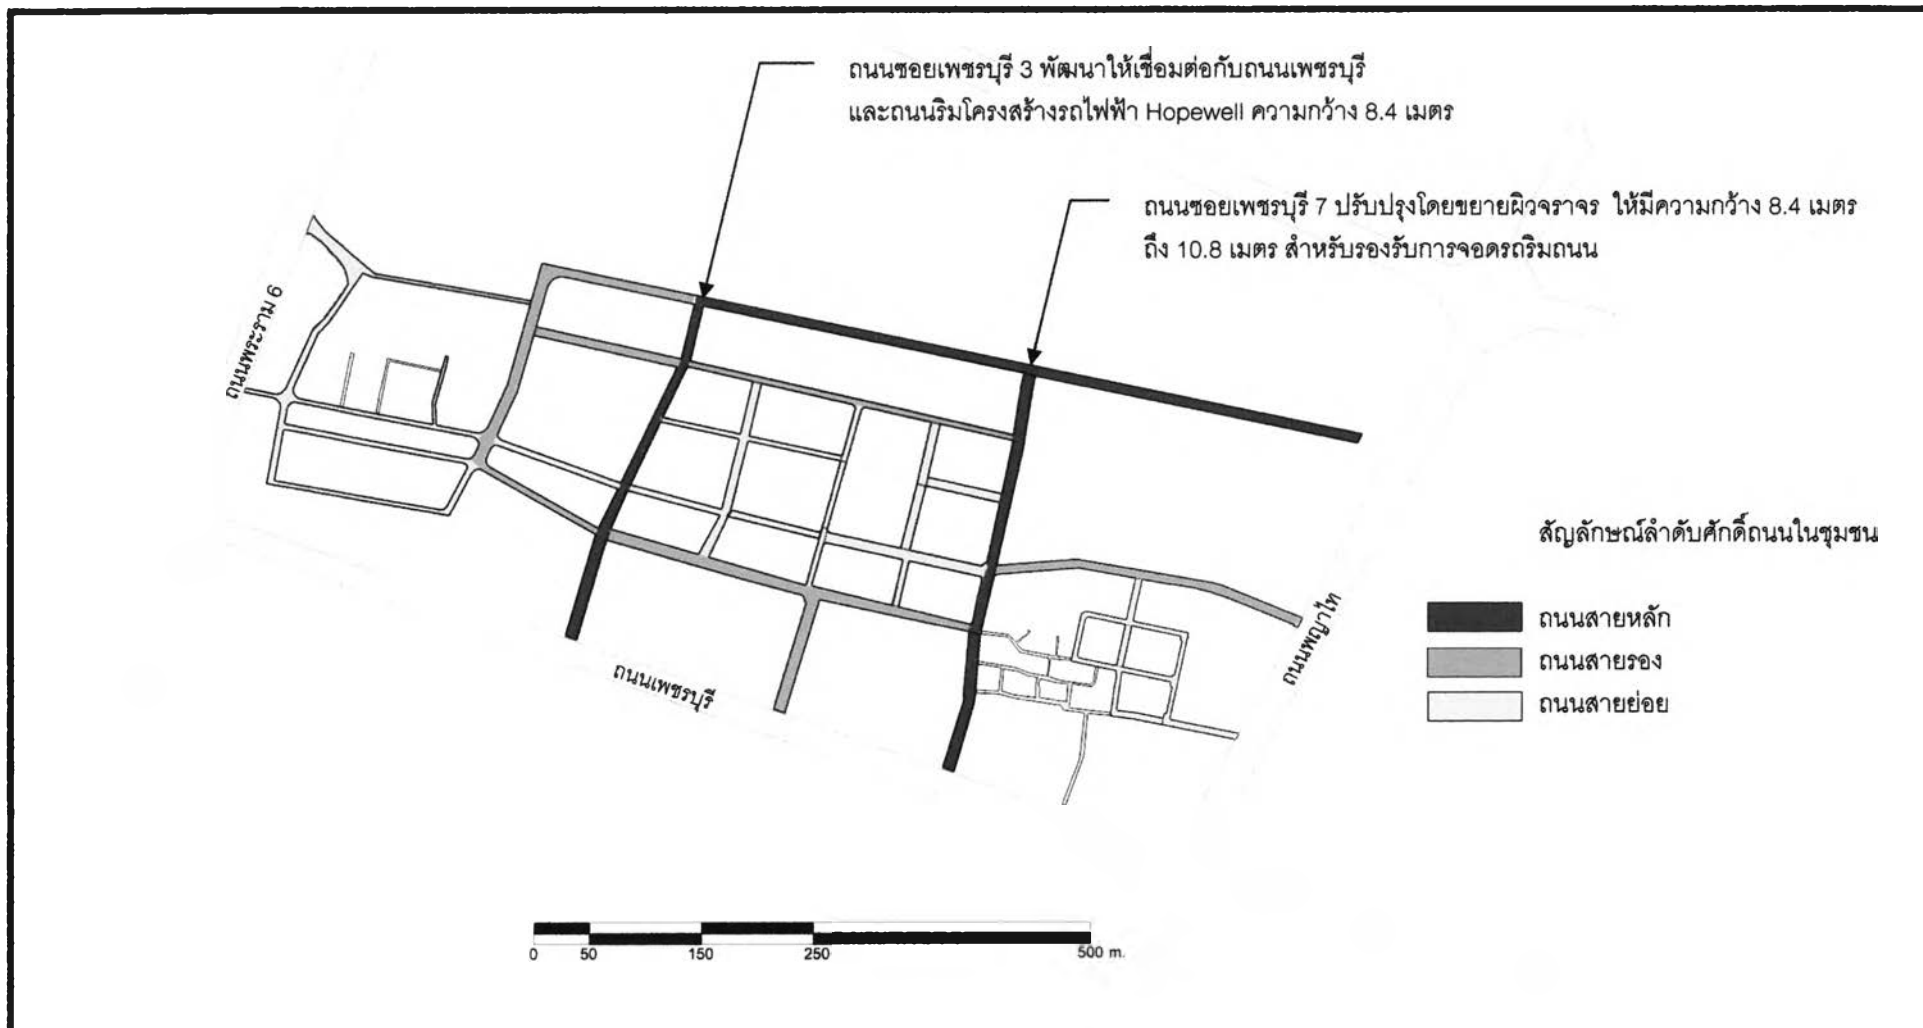 ถนนซอยเพชรบุรี 3 พัฒนาให้เชื่อมต่อกับถนนเพชรบุรี
และถนนริมโครงสร้างรถไฟฟ้า Hopewell ความกว้าง 8.4 เมตร
ถนนซอยเพชรบุรี 7 ปรับปรุงโดยขยายผิวจราจร ให้มีความกว้าง 8.4 เมตร
ถึง 10.8 เมตร สำหรับรองรับการจอดรถริมถนน
ถนนพระราม 6
ถนนเพชรบุรี
ถนนพญาไท
สัญลักษณ์ลำดับศักดิ์ถนนในชุมชน
ถนนสายหลัก
ถนนสายรอง
ถนนสายย่อย
0 50 150 250 500 m.